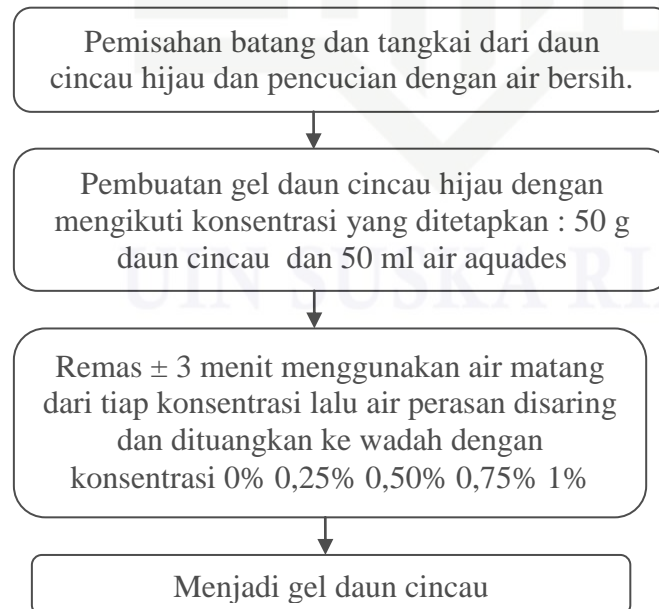 Pemisahan batang dan tangkai dari daun
cincau hijau dan pencucian dengan air bersih.
Pembuatan gel daun cincau hijau dengan
mengikuti konsentrasi yang ditetapkan : 50 g
daun cincau dan 50 ml air aquades
UIN SUSKA RIA
Remas ± 3 menit menggunakan air matang
dari tiap konsentrasi lalu air perasan disaring
dan dituangkan ke wadah dengan
konsentrasi 0% 0,25% 0,50% 0,75% 1%
Menjadi gel daun cincau